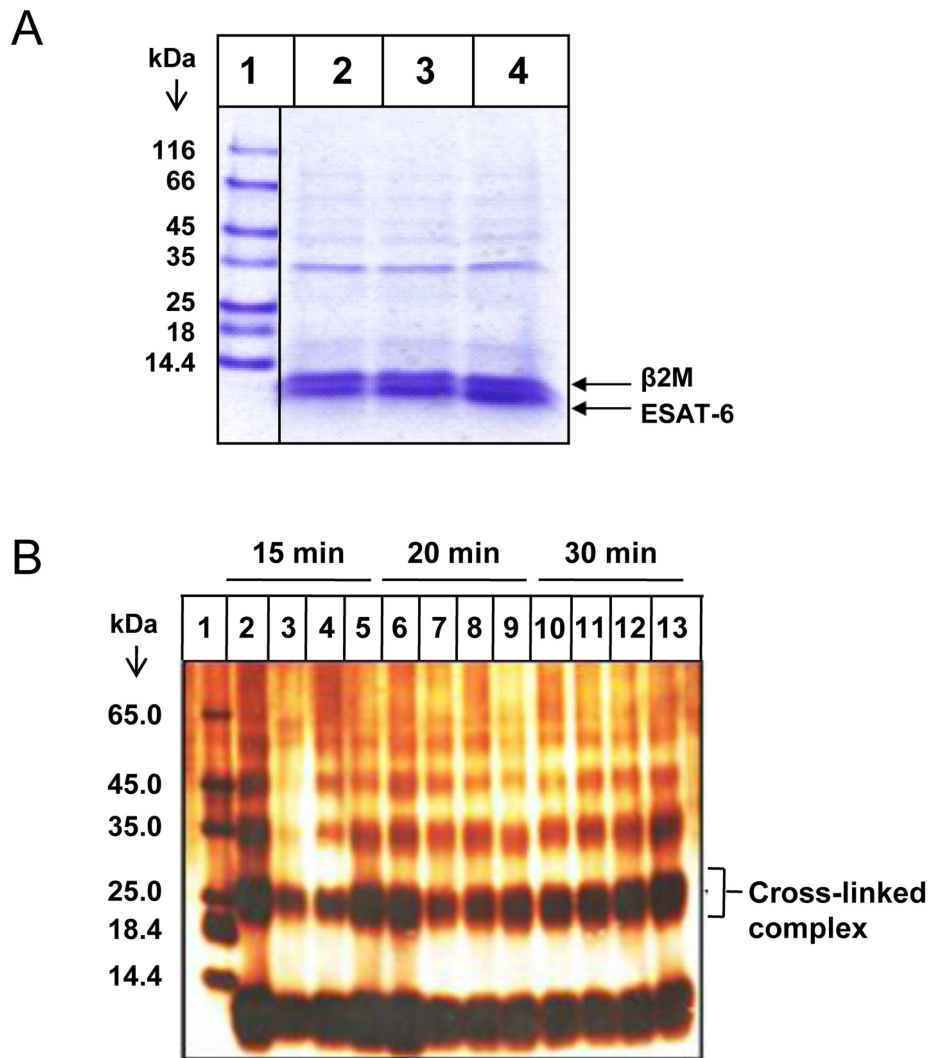 A
kDa
1 2 3 4
116
66
45
35
25
18
14.4
β2M
ESAT-6
B
15 min 20 min 30 min
kDa
1 2 3 4 5 6 7 8 9 10 11 12 13
65.0
45.0
35.0
25.0
18.4
14.4
Cross-linked
complex